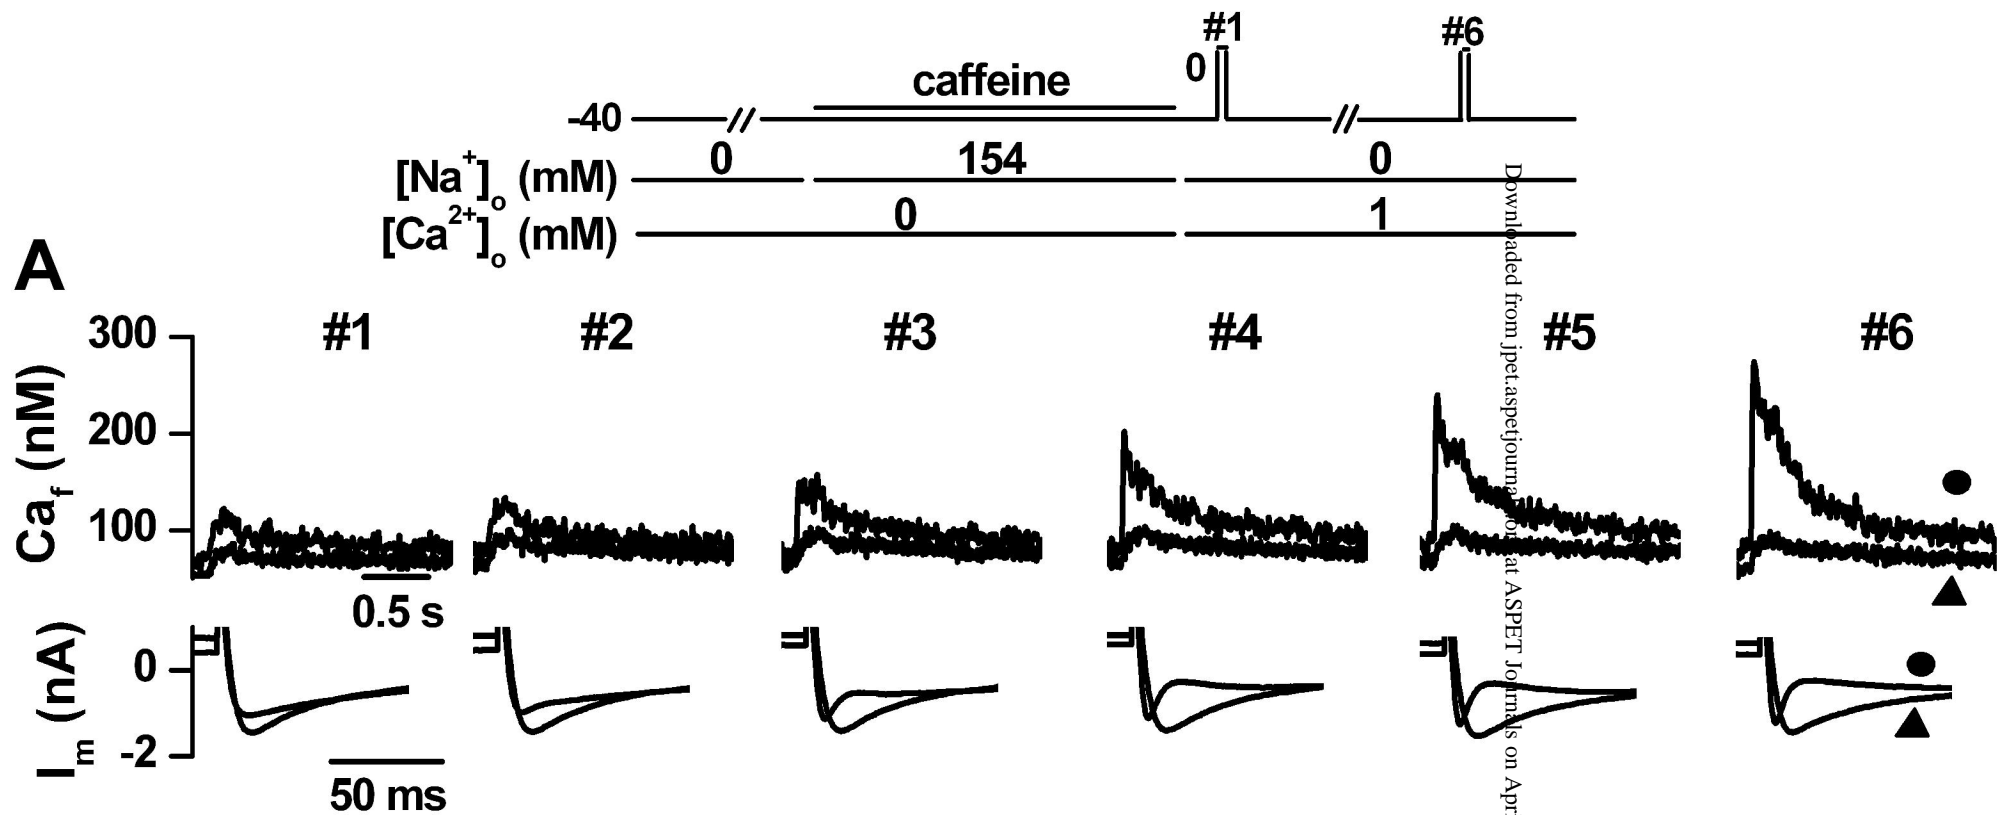 #1
#6
0
caffeine
-40
0
154
0
[Na⁺]ₒ (mM)
0
1
[Ca²⁺]ₒ (mM)
A
#1
#2
#3
#4
#5
#6
300
200
100
Ca_f (nM)
0.5 s
0
-2
I_m (nA)
50 ms
Downloaded from jpet.aspetjournals.org at ASPET Journals on Apr